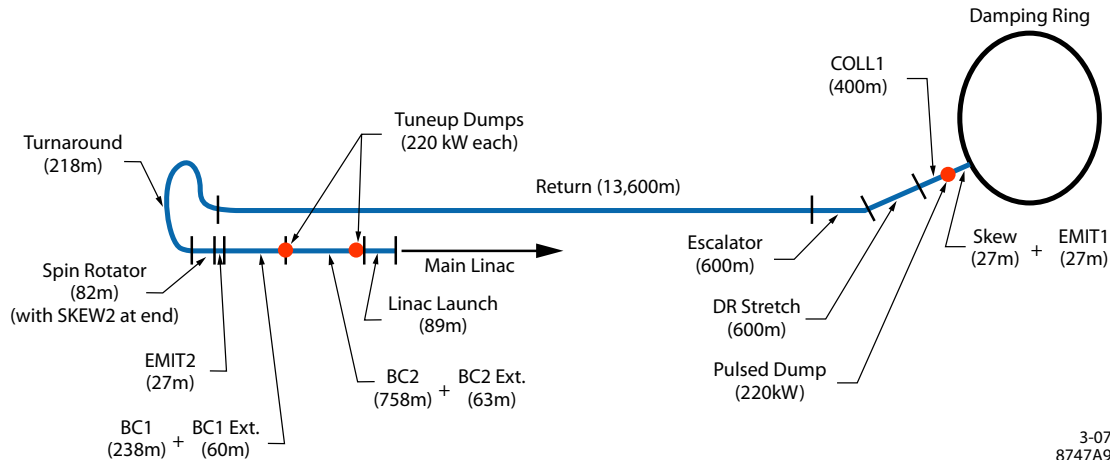 Damping Ring
COLL1
(400m)
Tuneup Dumps
(220 kW each)
Turnaround
(218m)
Return (13,600m)
Escalator
(600m)
Skew + EMIT1
(27m) (27m)
Main Linac
Spin Rotator
(82m)
(with SKEW2 at end)
Linac Launch
(89m)
DR Stretch
(600m)
EMIT2
(27m)
BC2 + BC2 Ext.
(758m) (63m)
Pulsed Dump
(220kW)
BC1 + BC1 Ext.
(238m) (60m)
3-07
8747A9